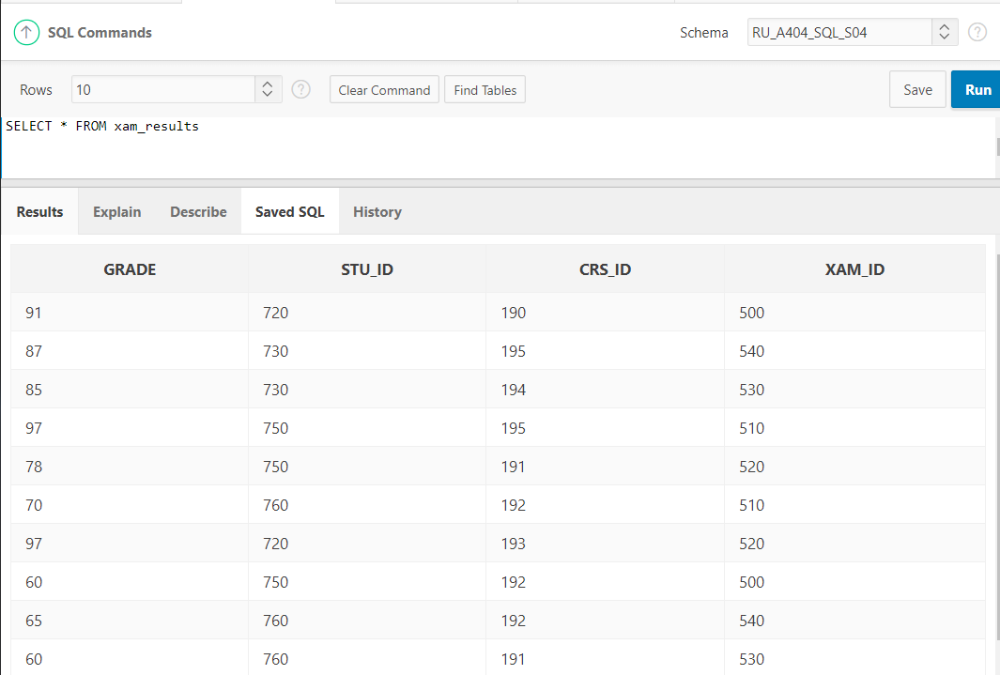 SQL Commands Schema RU_A404_SQL_S04 ?
Rows 10 ? Clear Command Find Tables Save Run
SELECT * FROM xam_results
Results Explain Describe Saved SQL History
GRADE STU_ID CRS_ID XAM_ID
91 720 190 500
87 730 195 540
85 730 194 530
97 750 195 510
78 750 191 520
70 760 192 510
97 720 193 520
60 750 192 500
65 760 192 540
60 760 191 530